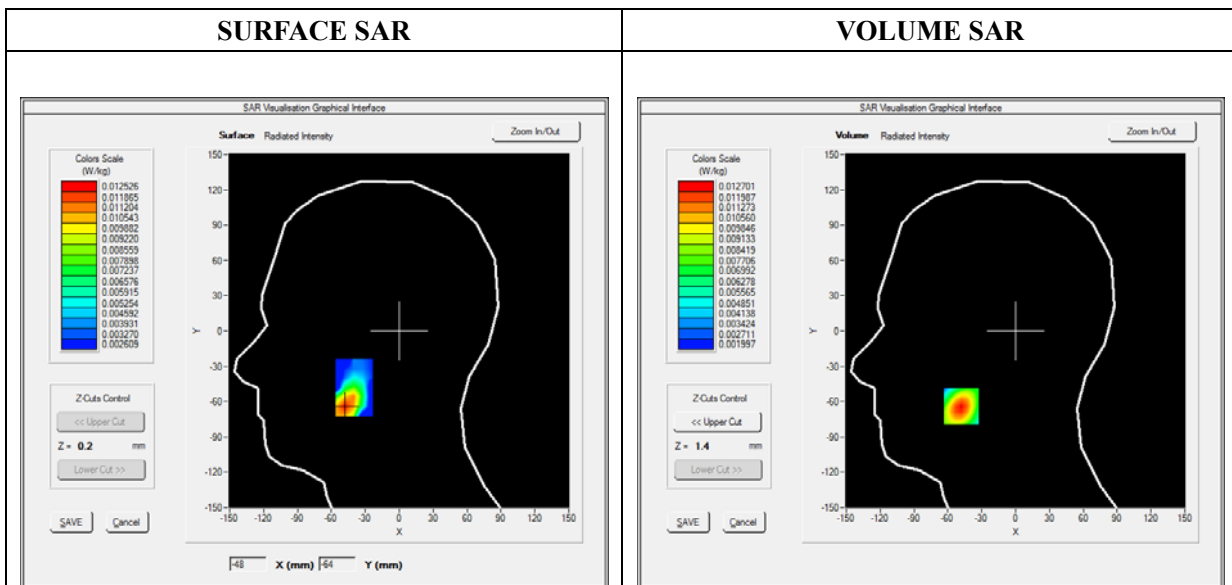 SURFACE SAR
VOLUME SAR
SAR Visualisation Graphical Interface
Surface Radiated Intensity
Zoom In/Out
Colors Scale
(W/kg)
0.012526
0.011865
0.011204
0.010543
0.009882
0.009220
0.008559
0.007898
0.007237
0.006576
0.005915
0.005254
0.004592
0.003931
0.003270
0.002609
Z-Cuts Control
<< Upper Cut
Z = 0.2 mm
Lower Cut >>
SAVE Cancel
150
120
90
60
30
0
-30
-60
-90
-120
-150
Y
-150 -120 -90 -60 -30 0 30 60 90 120 150
X
-48 X (mm) -64 Y (mm)
SAR Visualisation Graphical Interface
Volume Radiated Intensity
Zoom In/Out
Colors Scale
(W/kg)
0.012701
0.011987
0.011273
0.010560
0.009846
0.009133
0.008419
0.007706
0.006992
0.006278
0.005565
0.004851
0.004138
0.003424
0.002711
0.001997
Z-Cuts Control
<< Upper Cut
Z = 1.4 mm
Lower Cut >>
SAVE Cancel
150
120
90
60
30
0
-30
-60
-90
-120
-150
Y
-150 -120 -90 -60 -30 0 30 60 90 120 150
X